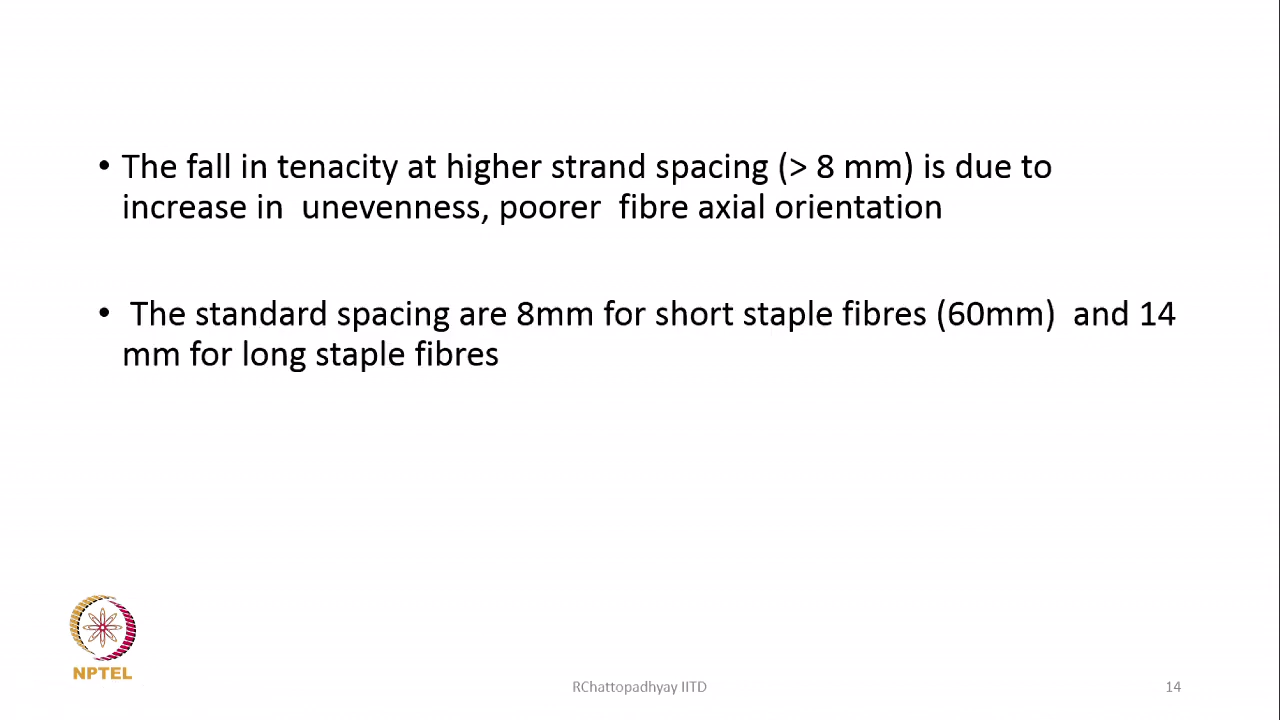 • The fall in tenacity at higher strand spacing (> 8 mm) is due to
increase in  unevenness, poorer  fibre axial orientation
•  The standard spacing are 8mm for short staple fibres (60mm)  and 14
mm for long staple fibres
NPTEL
RChattopadhyay IITD
14